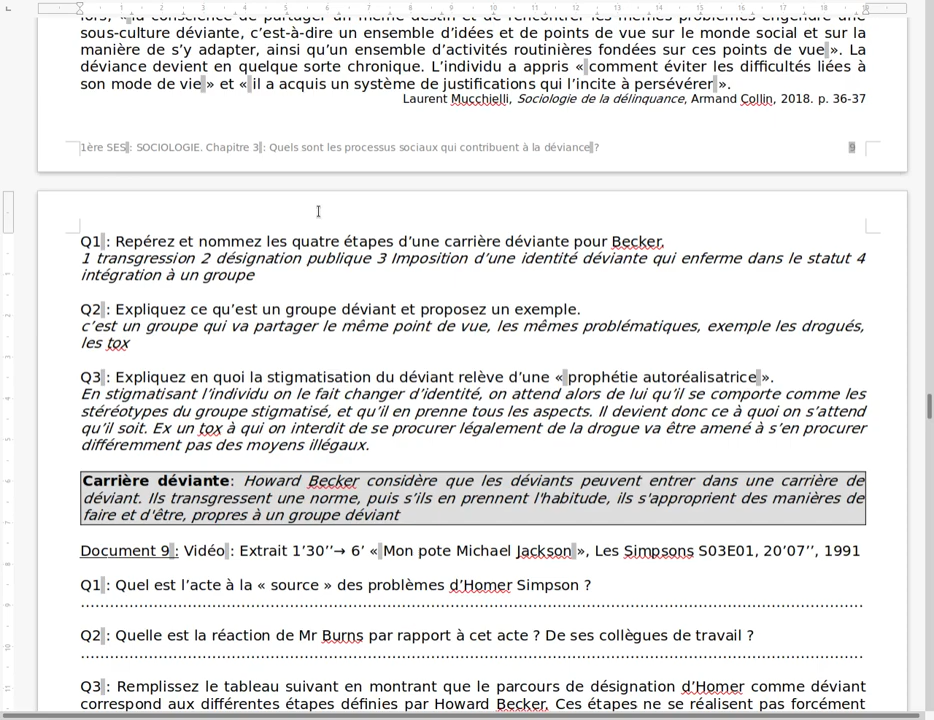 lors, « la conscience de partager un même destin et de rencontrer les mêmes problèmes engendre une
sous-culture déviante, c’est-à-dire un ensemble d’idées et de points de vue sur le monde social et sur la
manière de s’y adapter, ainsi qu’un ensemble d’activités routinières fondées sur ces points de vue ». La
déviance devient en quelque sorte chronique. L’individu a appris « comment éviter les difficultés liées à
son mode de vie » et « il a acquis un système de justifications qui l’incite à persévérer ».
Laurent Mucchielli, Sociologie de la délinquance, Armand Collin, 2018. p. 36-37
1ère SES : SOCIOLOGIE. Chapitre 3 : Quels sont les processus sociaux qui contribuent à la déviance ? 9
Q1 : Repérez et nommez les quatre étapes d’une carrière déviante pour Becker.
1 transgression 2 désignation publique 3 Imposition d’une identité déviante qui enferme dans le statut 4
intégration à un groupe
Q2 : Expliquez ce qu’est un groupe déviant et proposez un exemple.
c’est un groupe qui va partager le même point de vue, les mêmes problématiques, exemple les drogués,
les tox
Q3 : Expliquez en quoi la stigmatisation du déviant relève d’une « prophétie autoréalisatrice ».
En stigmatisant l’individu on le fait changer d’identité, on attend alors de lui qu’il se comporte comme les
stéréotypes du groupe stigmatisé, et qu’il en prenne tous les aspects. Il devient donc ce à quoi on s’attend
qu’il soit. Ex un tox à qui on interdit de se procurer légalement de la drogue va être amené à s’en procurer
différemment pas des moyens illégaux.
Carrière déviante: Howard Becker considère que les déviants peuvent entrer dans une carrière de
déviant. Ils transgressent une norme, puis s’ils en prennent l'habitude, ils s'approprient des manières de
faire et d’être, propres à un groupe déviant
Document 9 : Vidéo : Extrait 1’30’’→ 6’ « Mon pote Michael Jackson », Les Simpsons S03E01, 20’07’’, 1991
Q1 : Quel est l’acte à la « source » des problèmes d’Homer Simpson ?
Q2 : Quelle est la réaction de Mr Burns par rapport à cet acte ? De ses collègues de travail ?
Q3 : Remplissez le tableau suivant en montrant que le parcours de désignation d’Homer comme déviant
correspond aux différentes étapes définies par Howard Becker. Ces étapes ne se réalisent pas forcément